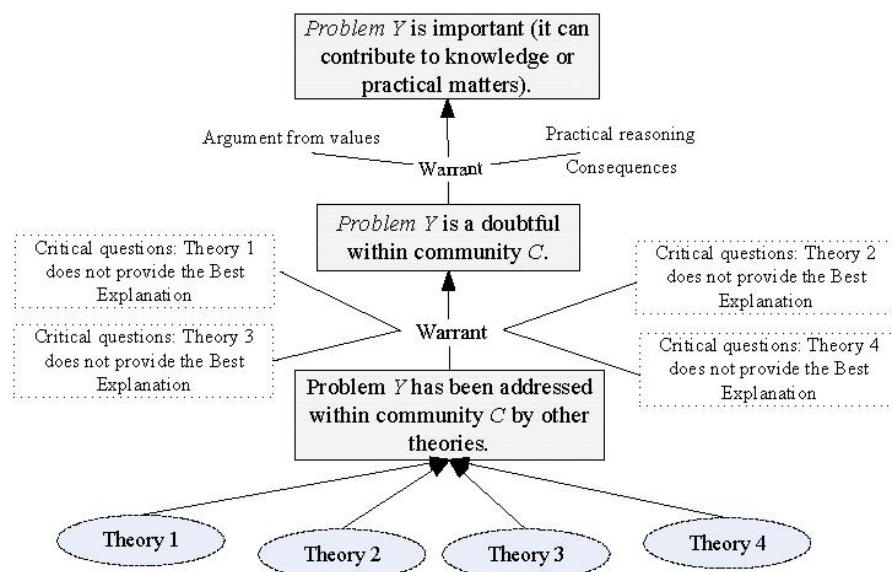 Problem Y is important (it can
contribute to knowledge or
practical matters).
Argument from values
Practical reasoning
Warrant
Consequences
Problem Y is a doubtful
within community C.
Critical questions: Theory 1
does not provide the Best
Explanation
Critical questions: Theory 2
does not provide the Best
Explanation
Critical questions: Theory 3
does not provide the Best
Explanation
Warrant
Critical questions: Theory 4
does not provide the Best
Explanation
Problem Y has been addressed
within community C by other
theories.
Theory 1
Theory 2
Theory 3
Theory 4